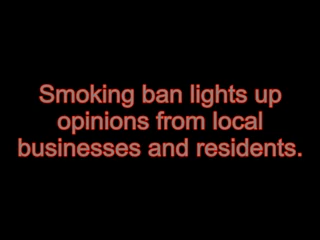 Smoking ban lights up
opinions from local
businesses and residents.